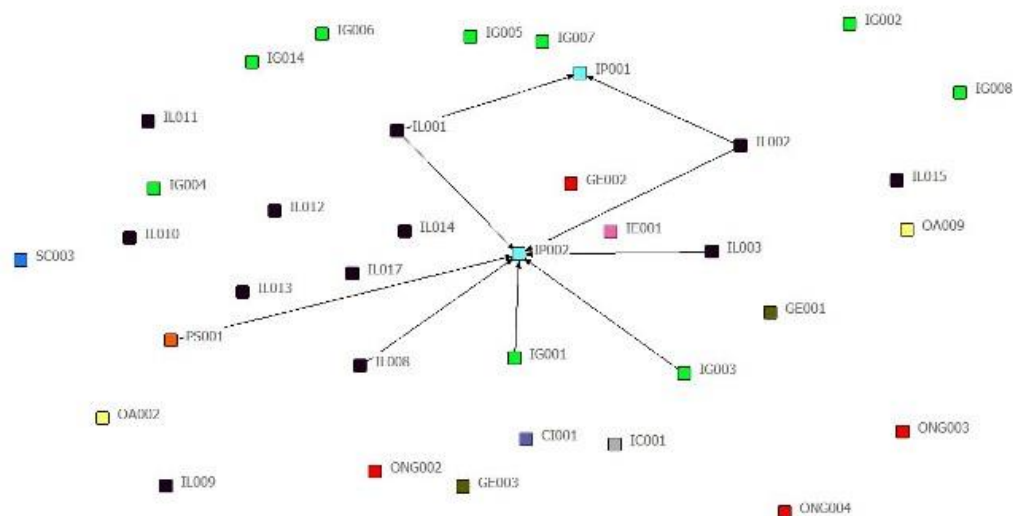 IG002
IG006
IG005
IG007
IG014
IP001
IG008
IL011
IL001
IL002
GE002
IL015
IG004
IL012
OA009
IL014
IE001
IL010
IP002
IL003
SC003
IL017
IL013
GE001
PS001
IL008
IG001
IG003
OA002
ONG003
CI001
IC001
ONG002
IL009
GE003
ONG004